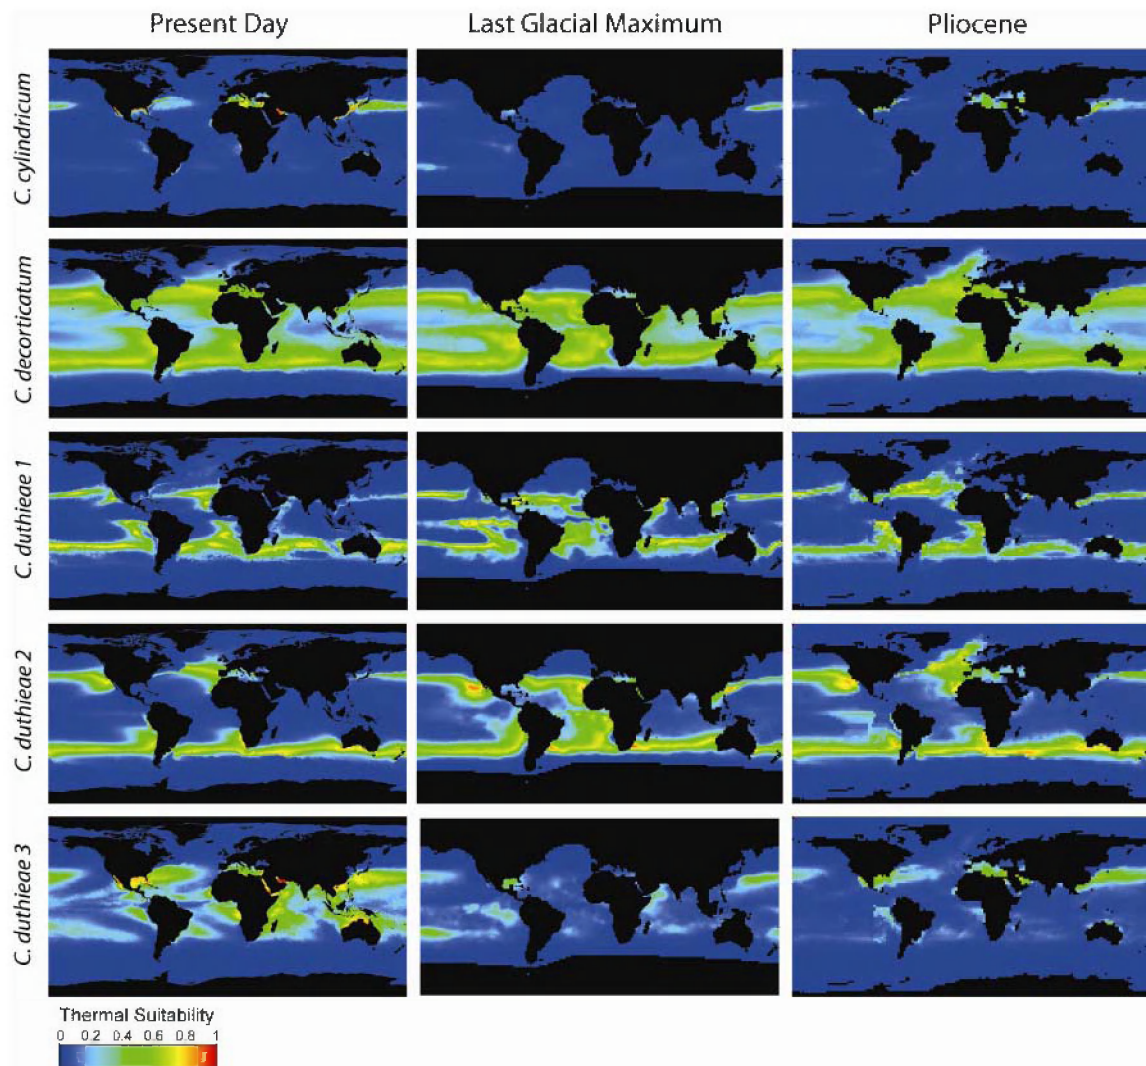 Present Day Last Glacial Maximum Pliocene
C. cylindricum
C. decorticatum
C. duthieae 1
C. duthieae 2
C. duthieae 3
Thermal Suitability
0 0.2 0.4 0.6 0.8 1